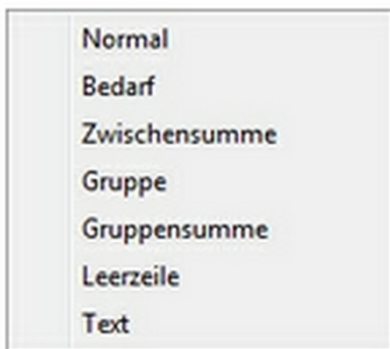 Normal
Bedarf
Zwischensumme
Gruppe
Gruppensumme
Leerzeile
Text